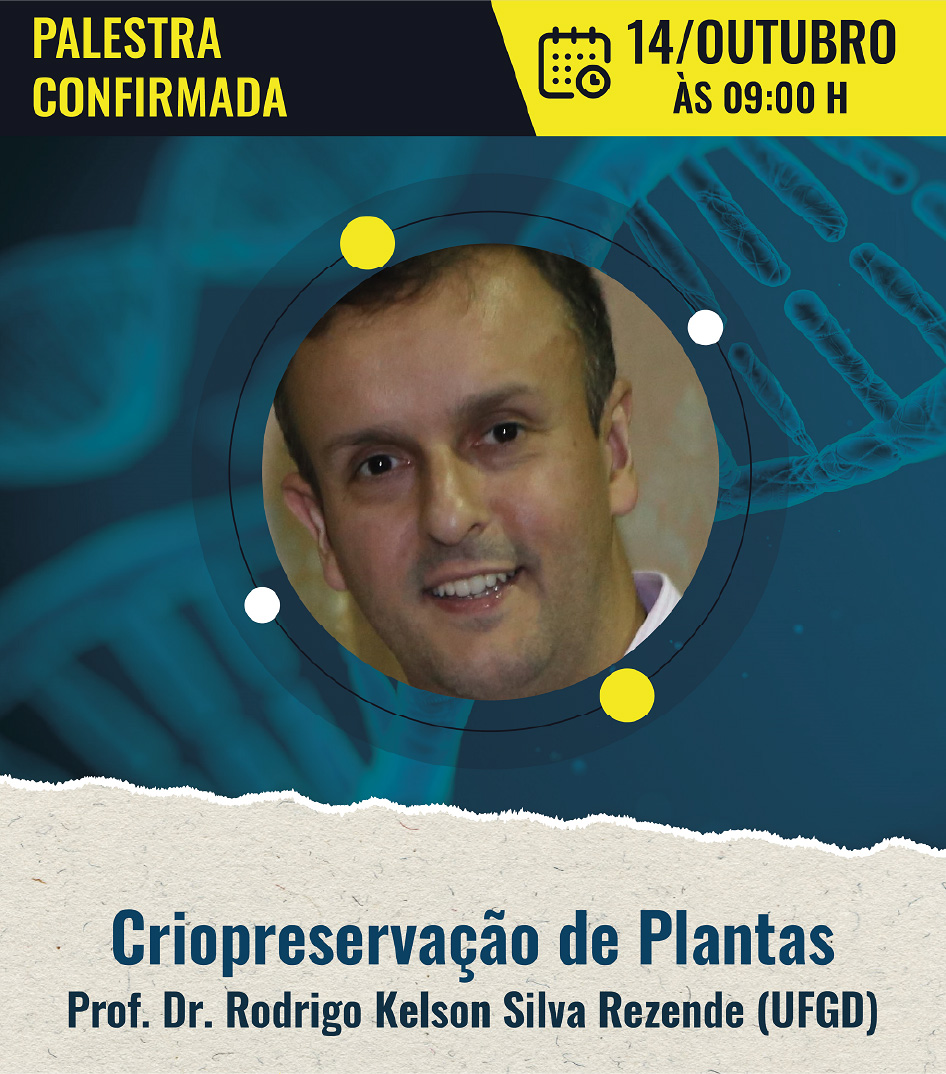 PALESTRA
CONFIRMADA
14/OUTUBRO
ÀS 09:00 H
Criopreservação de Plantas
Prof. Dr. Rodrigo Kelson Silva Rezende (UFGD)